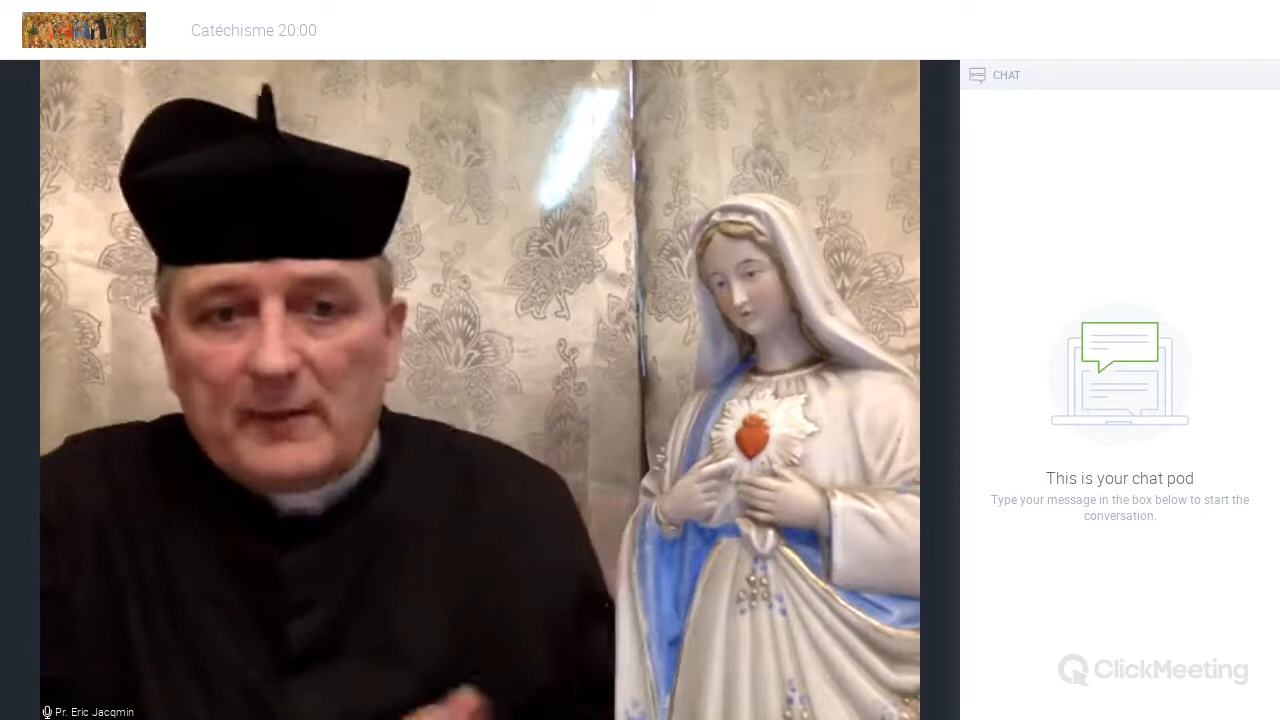 Catéchisme 20:00
CHAT
This is your chat pod
Type your message in the box below to start the
conversation.
ClickMeeting
Pr. Eric Jacqmin